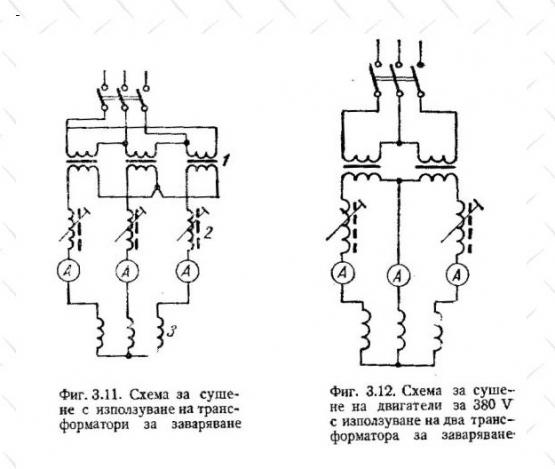 1
2
A
A
A
3
Фиг. 3.11. Схема за суше-
не с използуване на транс-
форматори за заваряване
A
A
A
Фиг. 3.12. Схема за суше-
не на двигатели за 380 V
с използуване на два транс-
форматора за заваряване